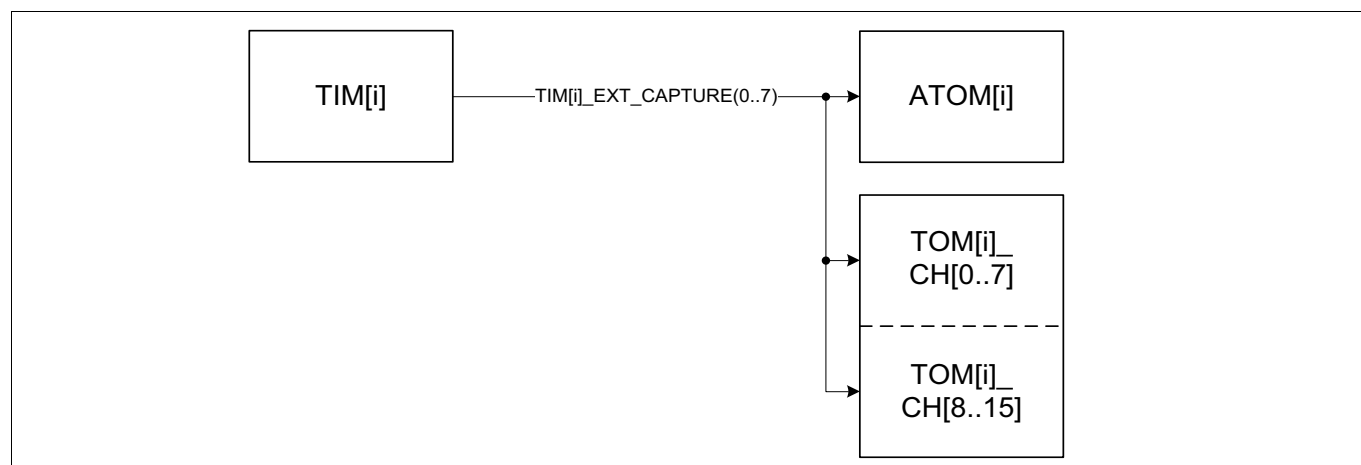 TIM[i]
TIM[i]_EXT_CAPTURE(0..7)
ATOM[i]
TOM[i]_
CH[0..7]
TOM[i]_
CH[8..15]